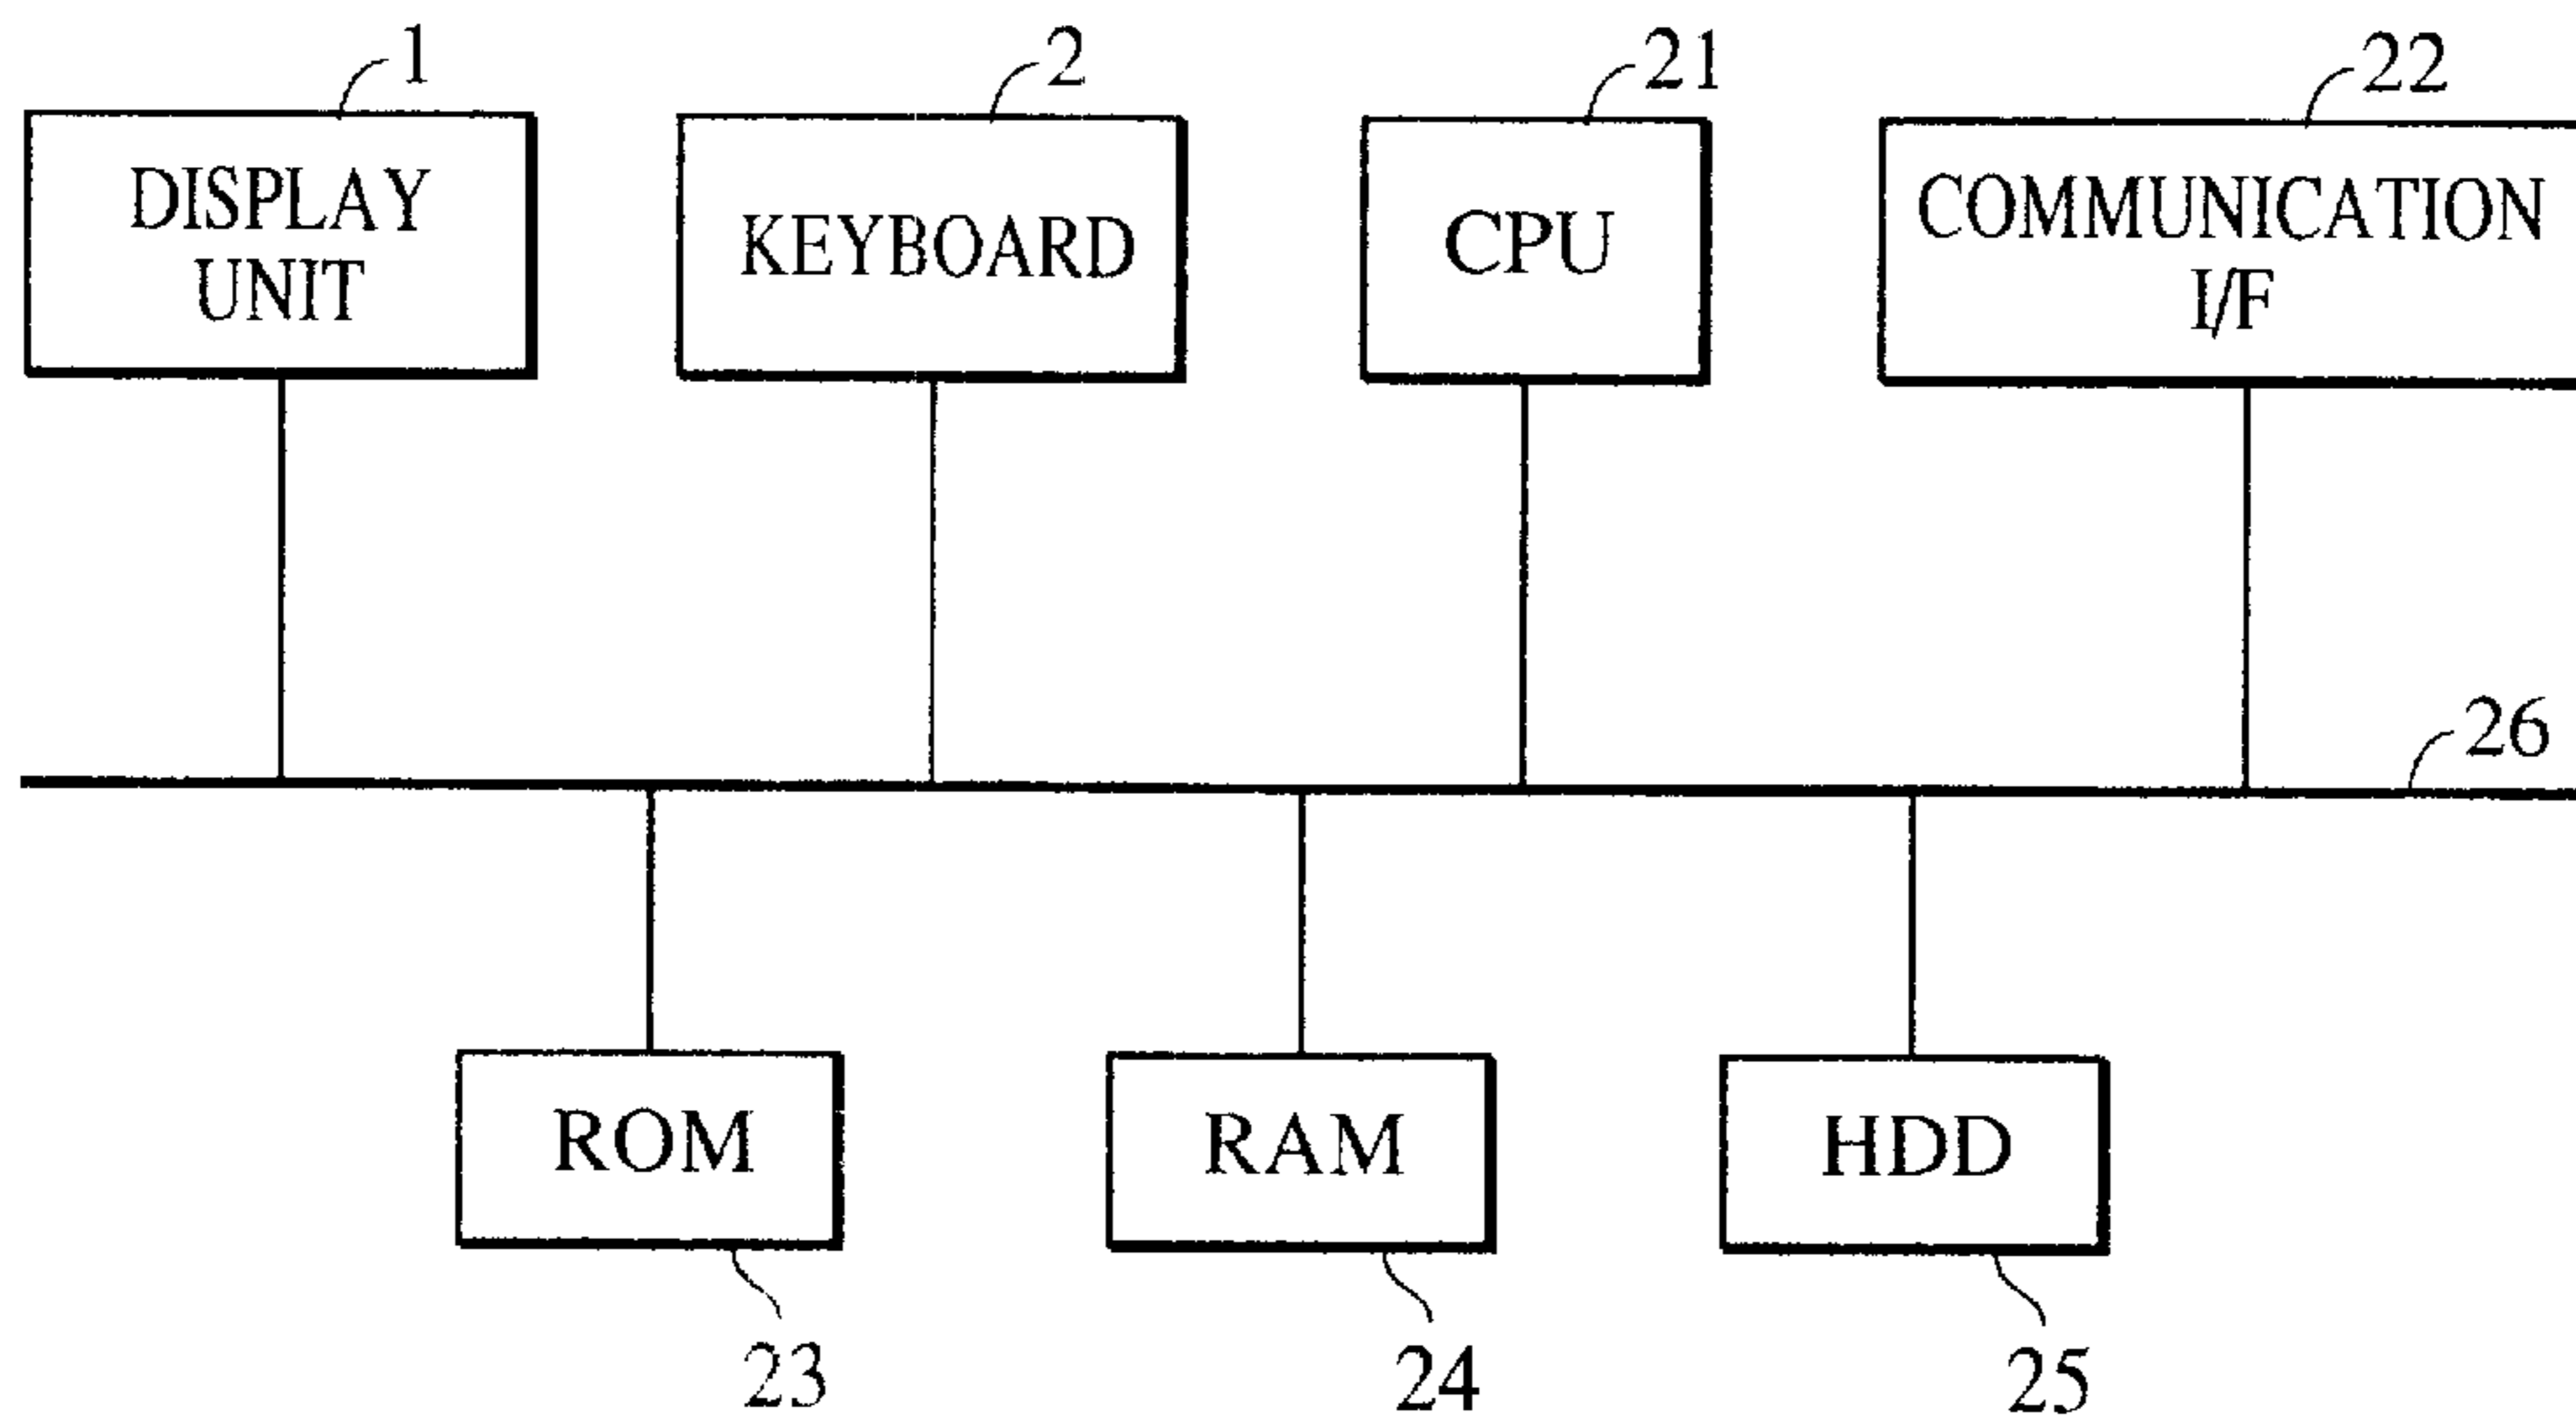 1
2
21
22
DISPLAY
UNIT
KEYBOARD
CPU
COMMUNICATION
I/F
26
ROM
RAM
HDD
23
24
25